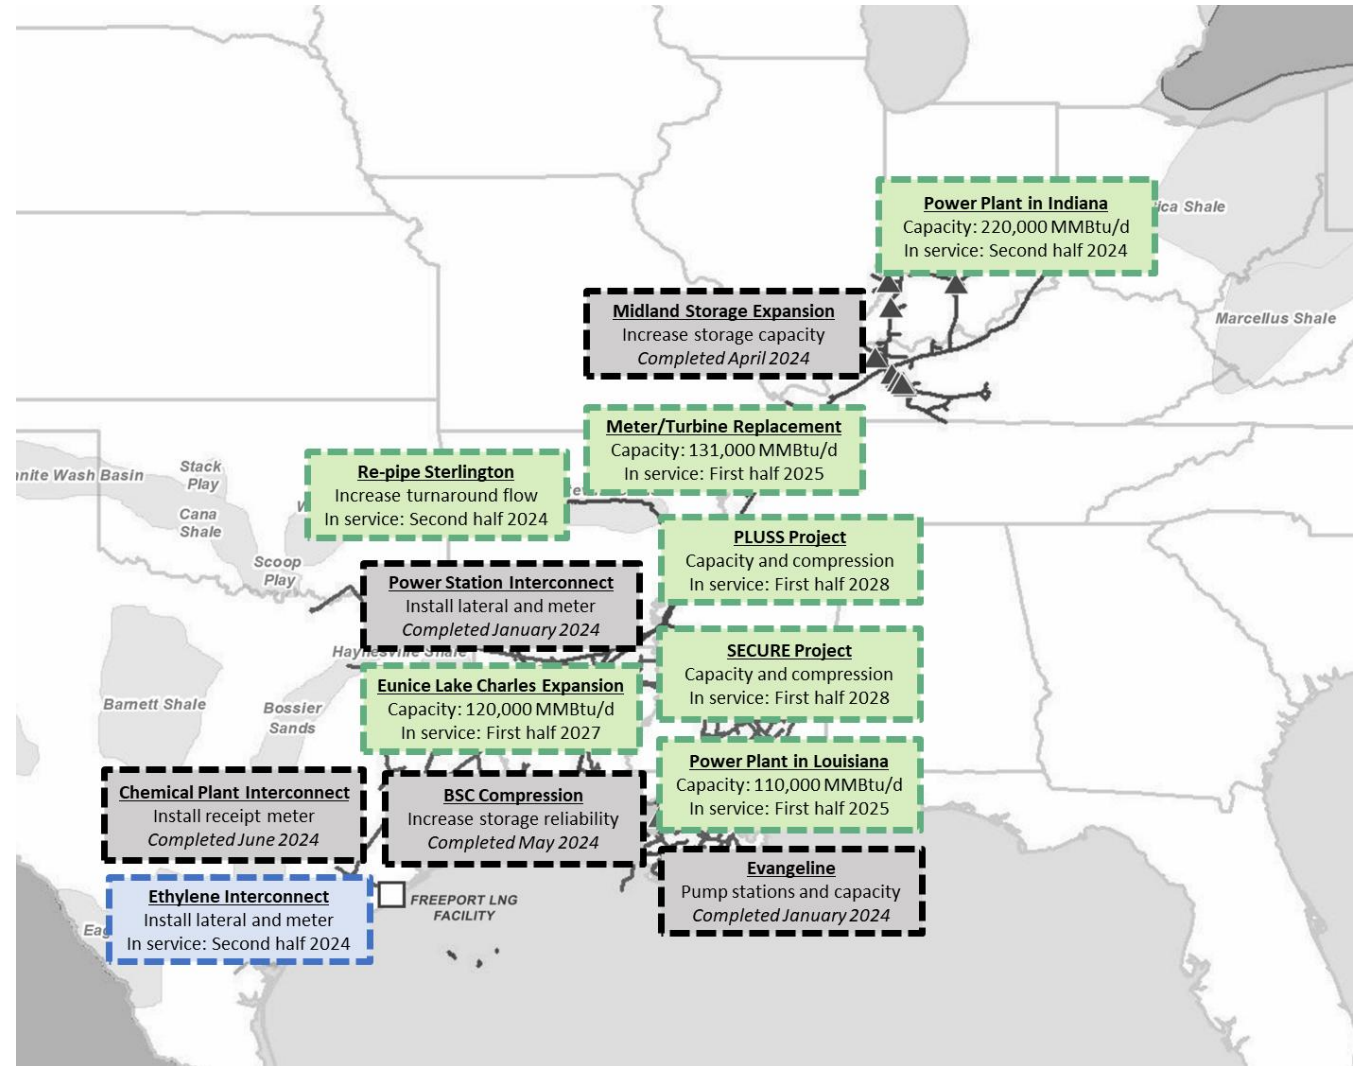 Power Plant in Indiana
Capacity: 220,000 MMBtu/d
In service: Second half 2024
ica Shale
Midland Storage Expansion
Increase storage capacity
Completed April 2024
Marcellus Shale
Meter/Turbine Replacement
Capacity: 131,000 MMBtu/d
In service: First half 2025
Re-pipe Sterlington
Increase turnaround flow
In service: Second half 2024
nite Wash Basin
Stack
Play
Cana
Shale
Scoop
Play
PLUSS Project
Capacity and compression
In service: First half 2028
Power Station Interconnect
Install lateral and meter
Completed January 2024
Haynesville Shale
SECURE Project
Capacity and compression
In service: First half 2028
Eunice Lake Charles Expansion
Capacity: 120,000 MMBtu/d
In service: First half 2027
Barnett Shale
Bossier
Sands
Power Plant in Louisiana
Capacity: 110,000 MMBtu/d
In service: First half 2025
Chemical Plant Interconnect
Install receipt meter
Completed June 2024
BSC Compression
Increase storage reliability
Completed May 2024
Evangeline
Pump stations and capacity
Completed January 2024
Ethylene Interconnect
Install lateral and meter
In service: Second half 2024
FREEPORT LNG
FACILITY
Eag